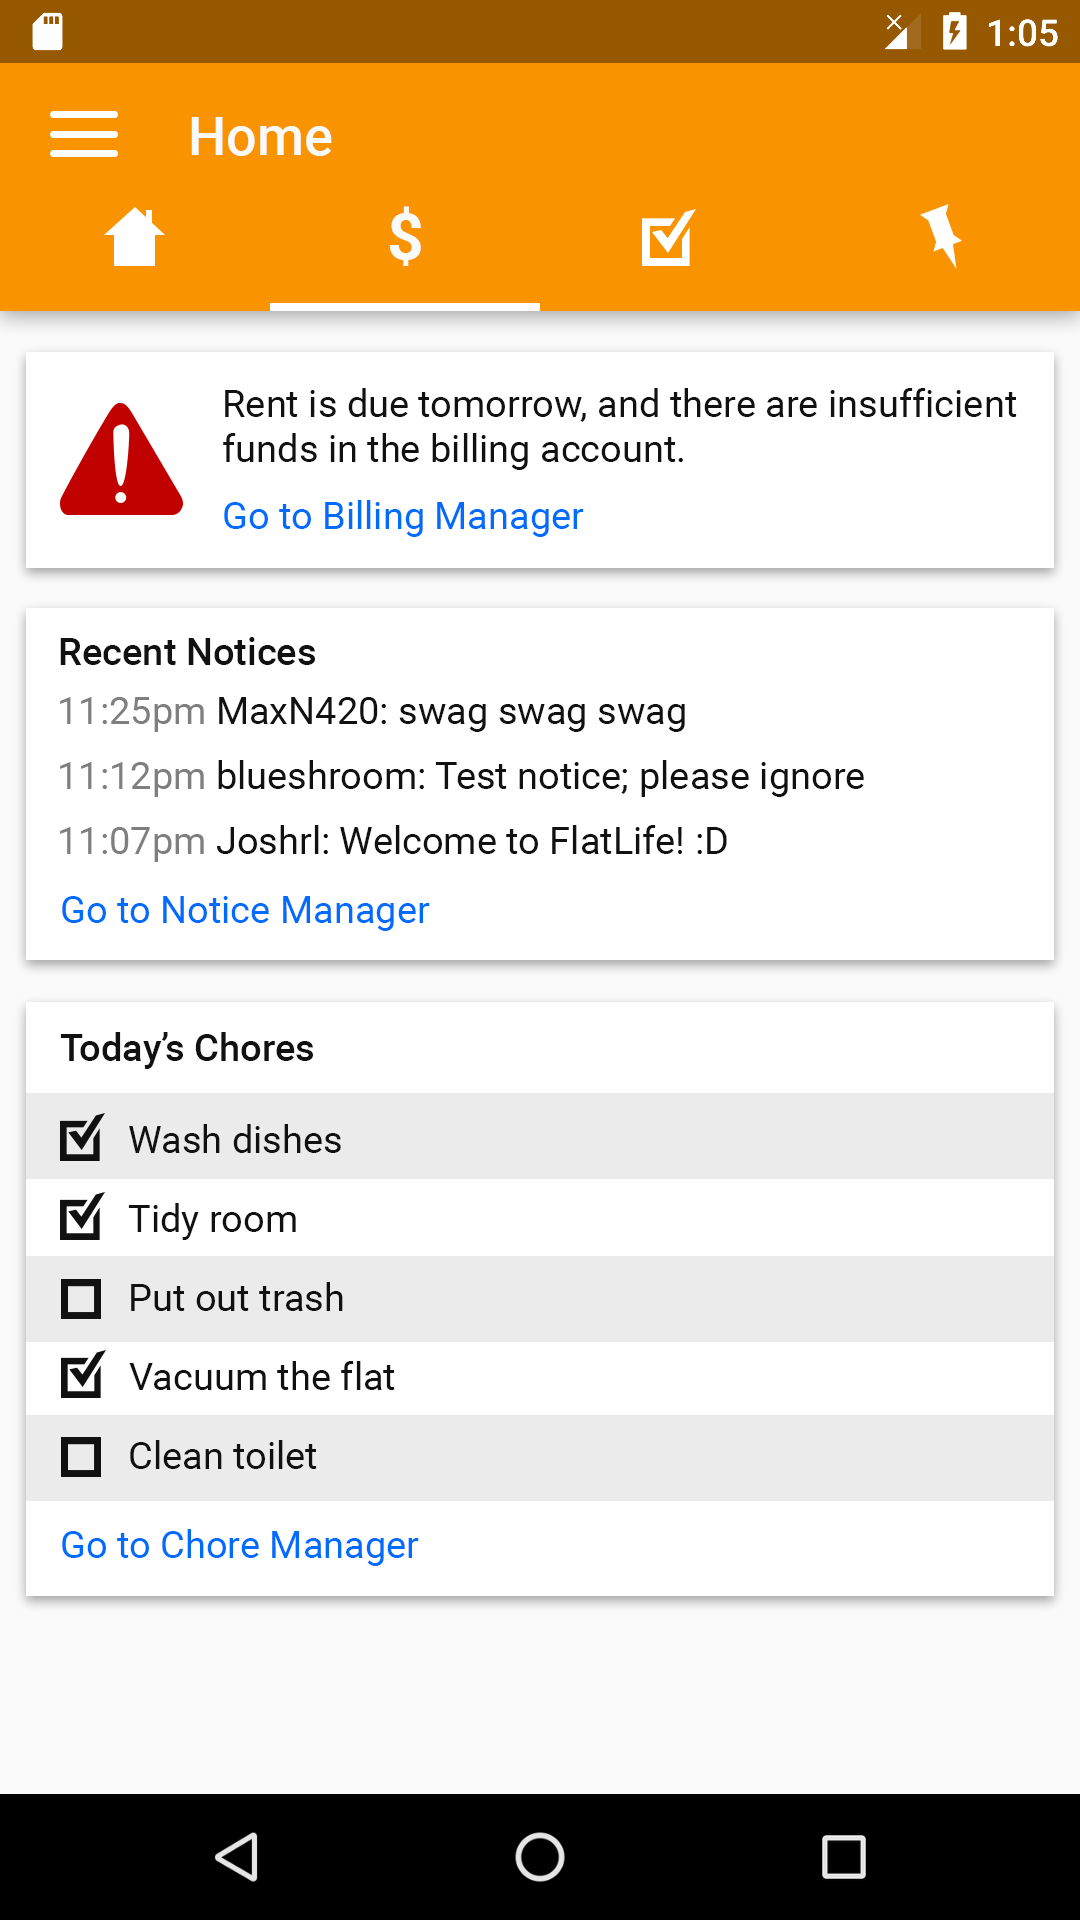 1:05
Home
$
Rent is due tomorrow, and there are insufficient
funds in the billing account.
Go to Billing Manager
Recent Notices
11:25pm MaxN420: swag swag swag
11:12pm blueshroom: Test notice; please ignore
11:07pm Joshrl: Welcome to FlatLife! :D
Go to Notice Manager
Today’s Chores
Wash dishes
Tidy room
Put out trash
Vacuum the flat
Clean toilet
Go to Chore Manager